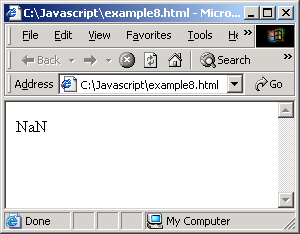 C:\Javascript\example8.html - Micro...
File Edit View Favorites Tools
Back Search
Address C:\Javascript\example8.html Go
NaN
Done My Computer